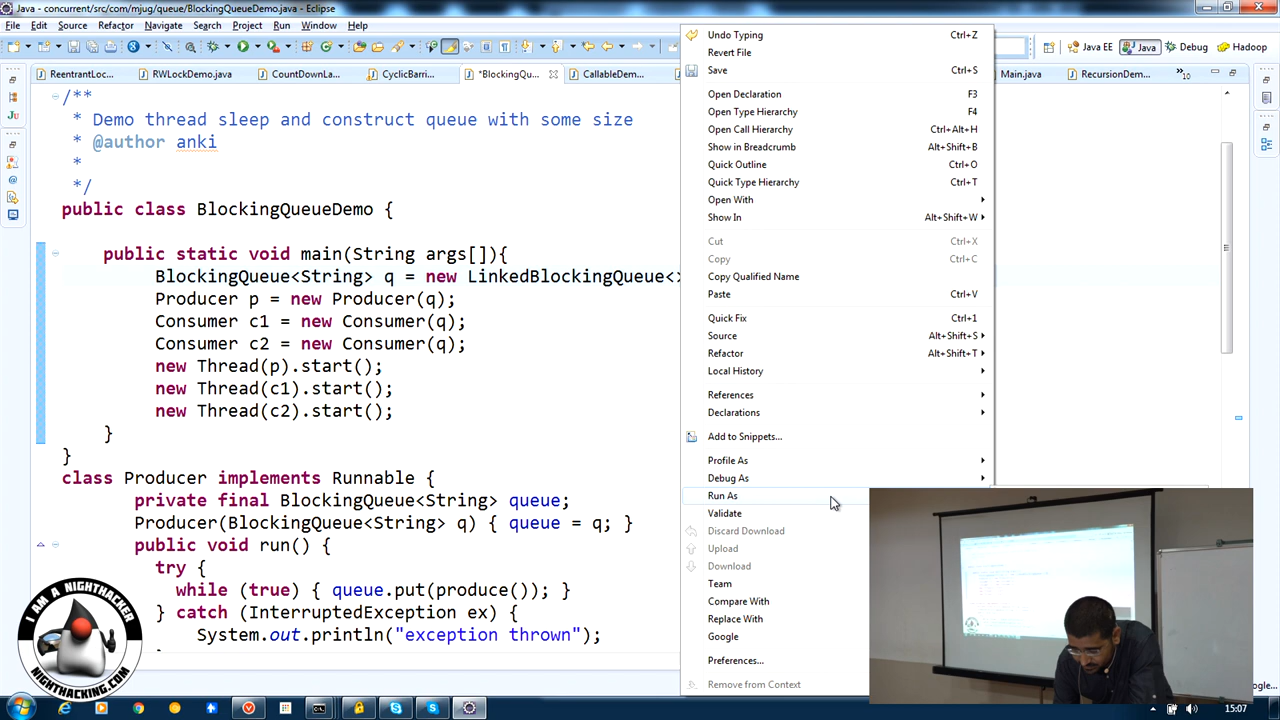 Java - concurrent/src/com/mjug/queue/BlockingQueueDemo.java - Eclipse
File Edit Source Refactor Navigate Search Project Run Window Help
Java EE Java Debug Hadoop
ReentrantLoc... RWLockDemo.java CountDownLa... CyclicBarri... *BlockingQu... CallableDem... Main.java RecursionDem... »10
/**
* Demo thread sleep and construct queue with some size
* @author anki
*
*/
public class BlockingQueueDemo {
public static void main(String args[]){
BlockingQueue<String> q = new LinkedBlockingQueue<>
Producer p = new Producer(q);
Consumer c1 = new Consumer(q);
Consumer c2 = new Consumer(q);
new Thread(p).start();
new Thread(c1).start();
new Thread(c2).start();
}
}
class Producer implements Runnable {
private final BlockingQueue<String> queue;
Producer(BlockingQueue<String> q) { queue = q; }
public void run() {
try {
while (true) { queue.put(produce()); }
} catch (InterruptedException ex) {
System.out.println("exception thrown");
Undo Typing Ctrl+Z
Revert File
Save Ctrl+S
Open Declaration F3
Open Type Hierarchy F4
Open Call Hierarchy Ctrl+Alt+H
Show in Breadcrumb Alt+Shift+B
Quick Outline Ctrl+O
Quick Type Hierarchy Ctrl+T
Open With
Show In Alt+Shift+W
Cut Ctrl+X
Copy Ctrl+C
Copy Qualified Name
Paste Ctrl+V
Quick Fix Ctrl+1
Source Alt+Shift+S
Refactor Alt+Shift+T
Local History
References
Declarations
Add to Snippets...
Profile As
Debug As
Run As
Validate
Discard Download
Upload
Download
Team
Compare With
Replace With
Google
Preferences...
Remove from Context
I AM A NIGHTHACKER
NIGHTHACKING.COM
oogle...
15:07